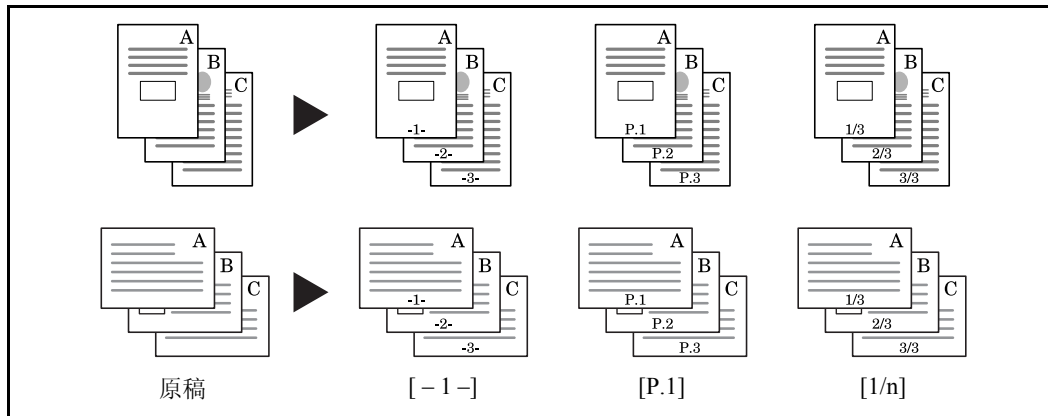 A
B
C
A
-1-
B
-2-
C
-3-
A
P.1
B
P.2
C
P.3
A
1/3
B
2/3
C
3/3
A
B
C
A
-1-
B
-2-
C
-3-
A
P.1
B
P.2
C
P.3
A
1/3
B
2/3
C
3/3
原稿 [ – 1 –] [P.1] [1/n]